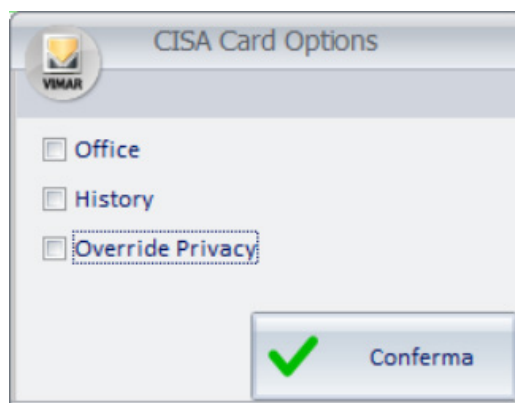 CISA Card Options
VIMAR
Office
History
Override Privacy
Conferma